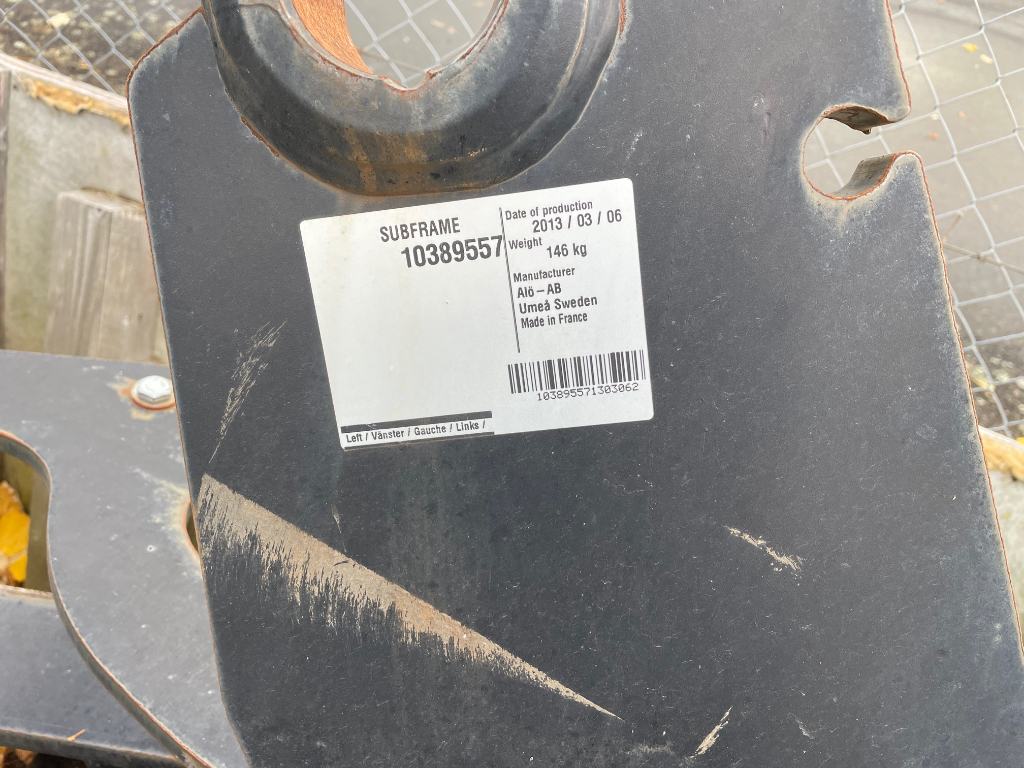 SUBFRAME
10389557
Date of production
2013 / 03 / 06
Weight
146 kg
Manufacturer
Alö – AB
Umeå Sweden
Made in France
103895571303062
Left / Vänster / Gauche / Links /